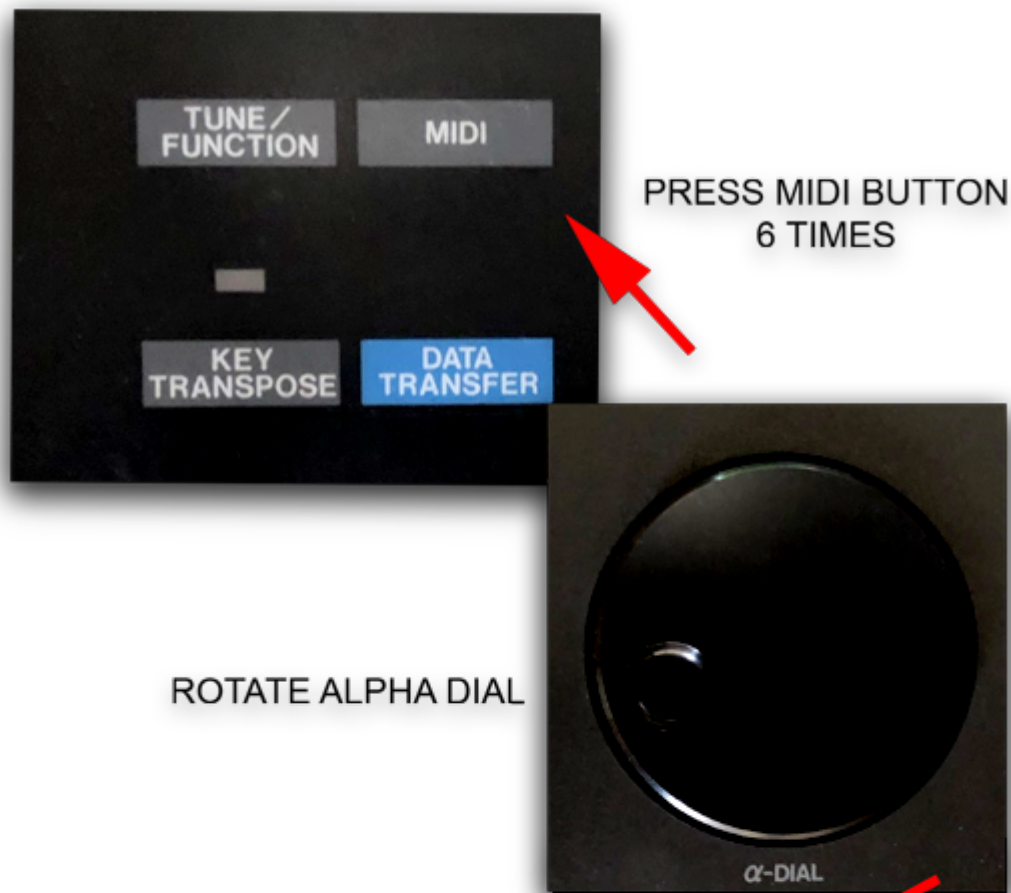 TUNE/
FUNCTION
MIDI
PRESS MIDI BUTTON
6 TIMES
KEY
TRANSPOSE
DATA
TRANSFER
ROTATE ALPHA DIAL
α-DIAL